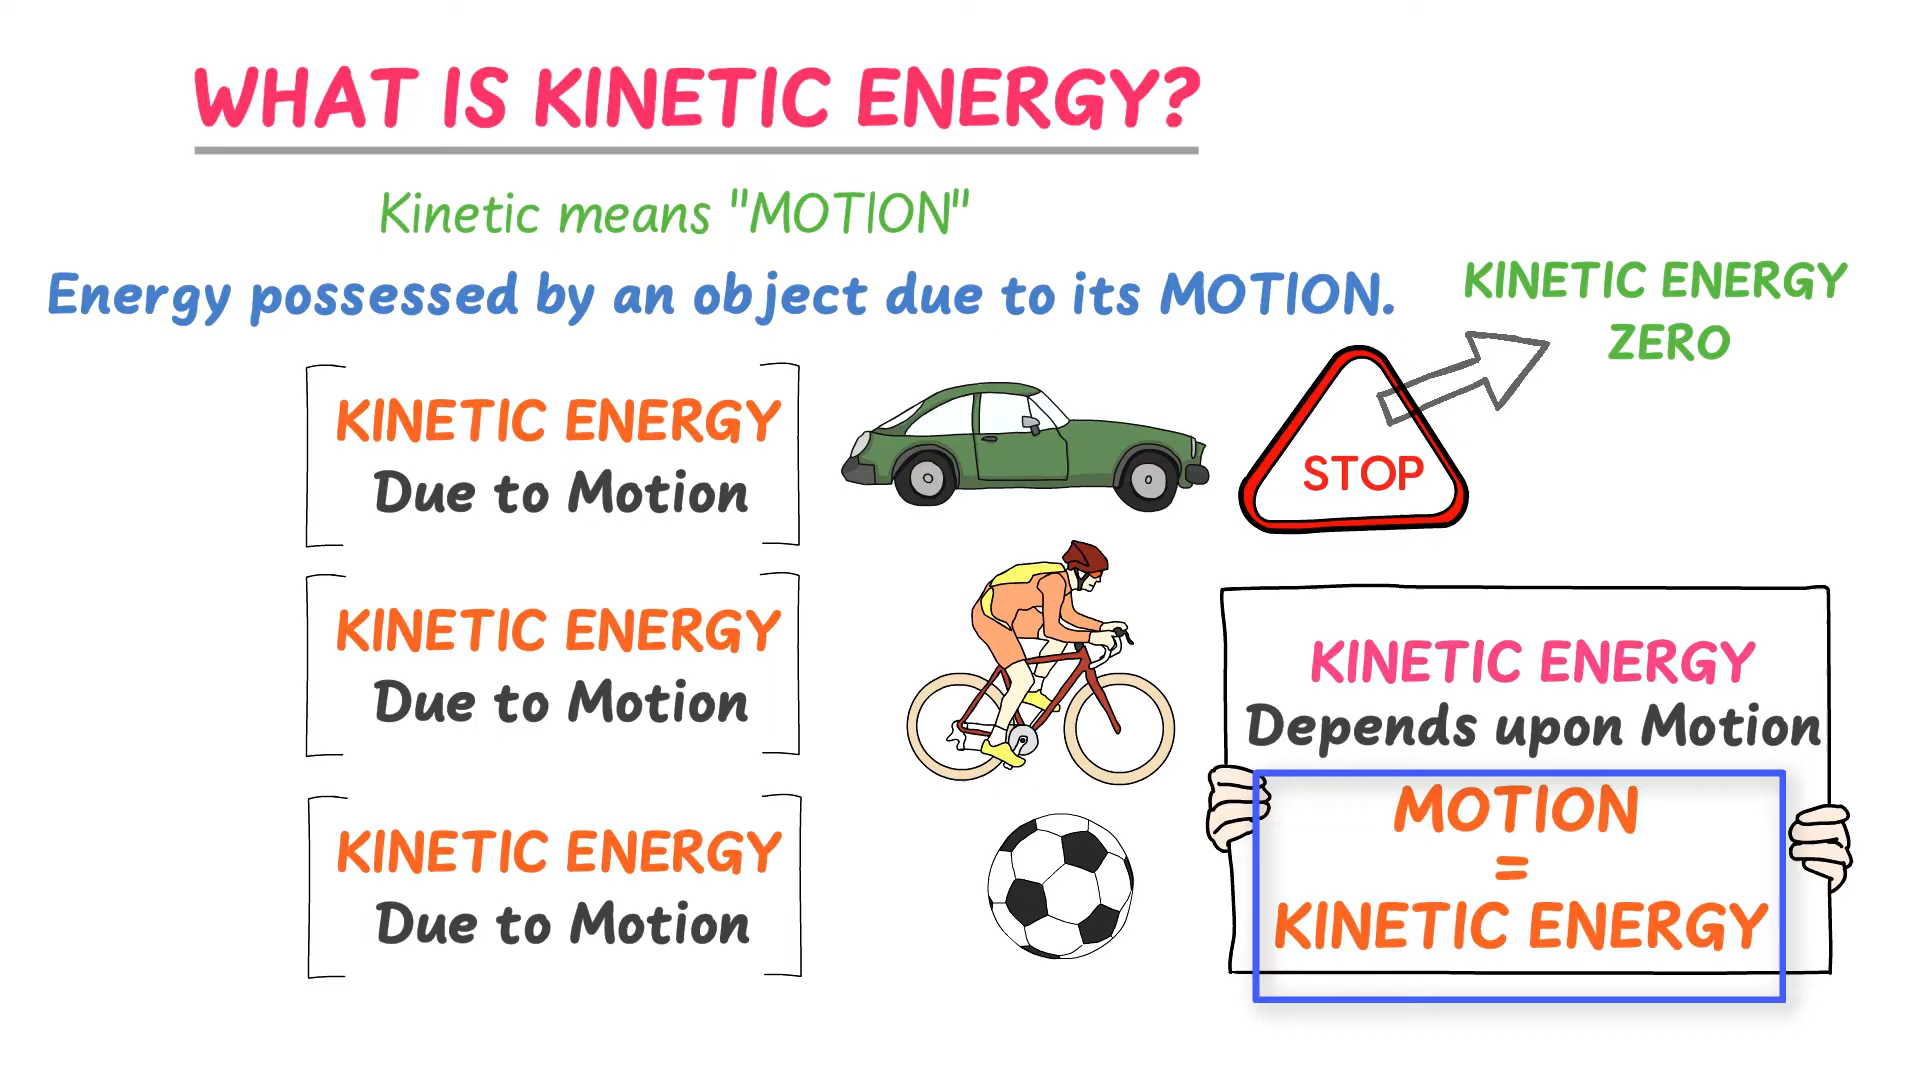 WHAT IS KINETIC ENERGY?
Kinetic means "MOTION"
Energy possessed by an object due to its MOTION.
KINETIC ENERGY
ZERO
KINETIC ENERGY
Due to Motion
STOP
KINETIC ENERGY
Due to Motion
KINETIC ENERGY
Depends upon Motion
MOTION
=
KINETIC ENERGY
KINETIC ENERGY
Due to Motion